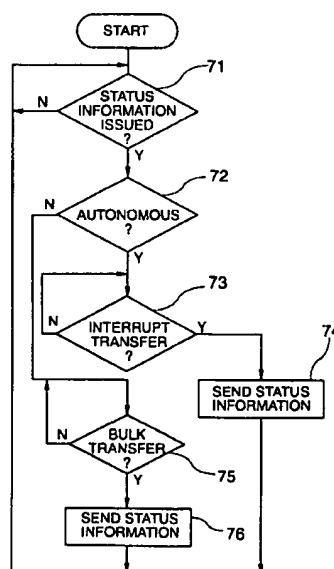 START
71
STATUS
INFORMATION
ISSUED
?
N
Y
72
AUTONOMOUS
?
N
Y
73
INTERRUPT
TRANSFER
?
N
Y
74
SEND STATUS
INFORMATION
BULK
TRANSFER
?
N
75
Y
SEND STATUS
INFORMATION
76